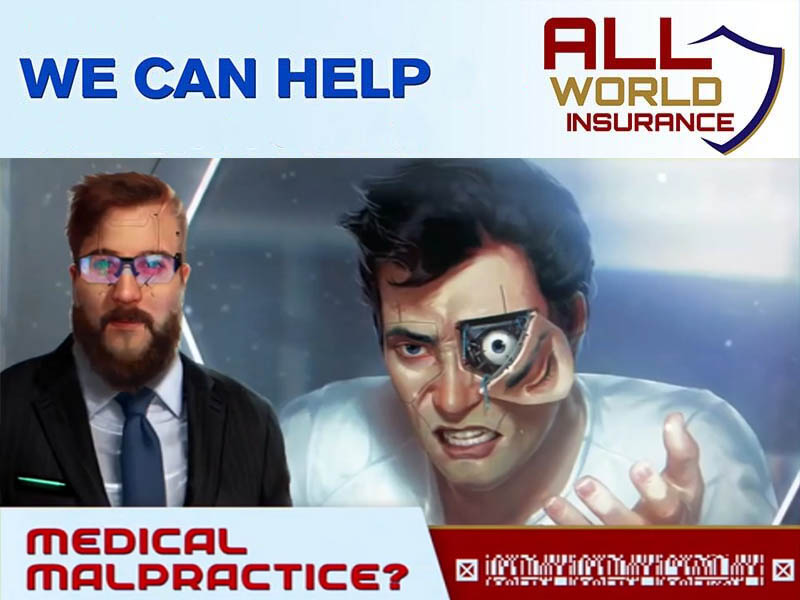 WE CAN HELP
ALL
WORLD
INSURANCE
MEDICAL
MALPRACTICE?